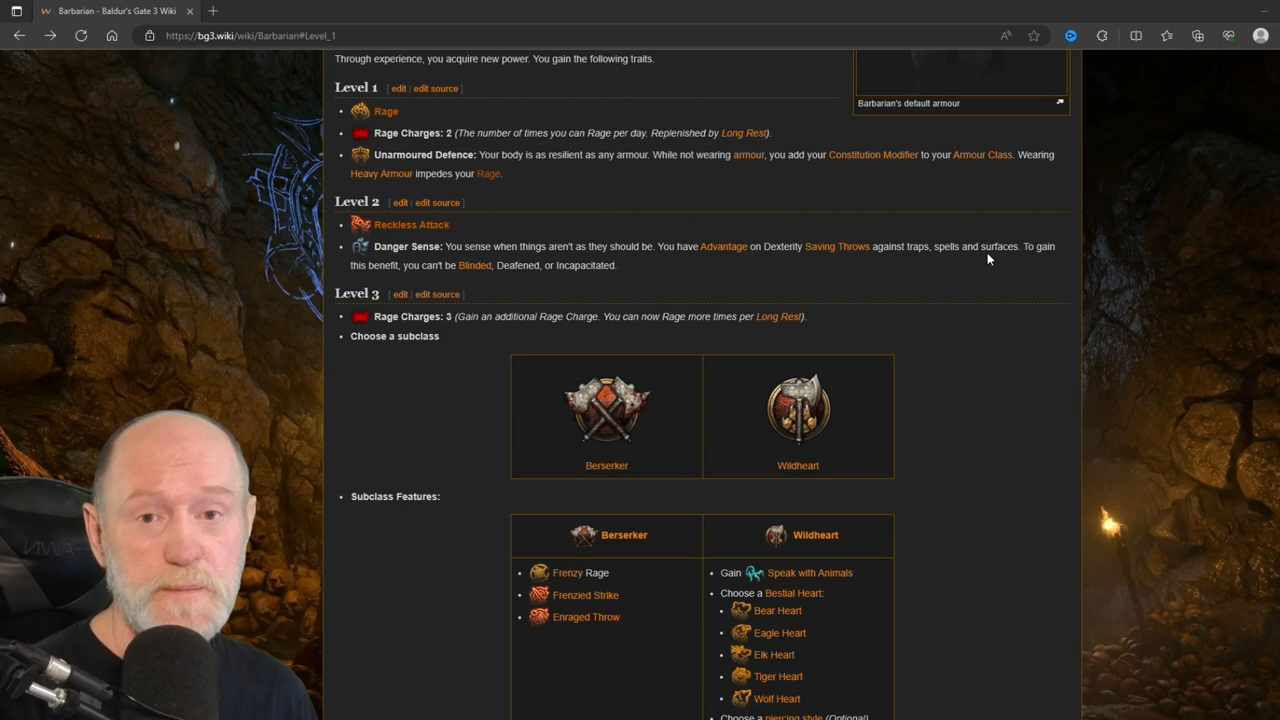 Barbarian - Baldur's Gate 3 Wiki
https://bg3.wiki/wiki/Barbarian#Level_1
Through experience, you acquire new power. You gain the following traits.
Barbarian's default armour
Level 1 [ edit | edit source ]
Rage
Rage Charges: 2 (The number of times you can Rage per day. Replenished by Long Rest).
Unarmoured Defence: Your body is as resilient as any armour. While not wearing armour, you add your Constitution Modifier to your Armour Class. Wearing
Heavy Armour impedes your Rage.
Level 2 [ edit | edit source ]
Reckless Attack
Danger Sense: You sense when things aren't as they should be. You have Advantage on Dexterity Saving Throws against traps, spells and surfaces. To gain
this benefit, you can't be Blinded, Deafened, or Incapacitated.
Level 3 [ edit | edit source ]
Rage Charges: 3 (Gain an additional Rage Charge. You can now Rage more times per Long Rest).
Choose a subclass
Berserker
Wildheart
Subclass Features:
Berserker
Frenzy Rage
Frenzied Strike
Enraged Throw
Wildheart
Gain Speak with Animals
Choose a Bestial Heart:
Bear Heart
Eagle Heart
Elk Heart
Tiger Heart
Wolf Heart
Choose a piercing style (Optional)